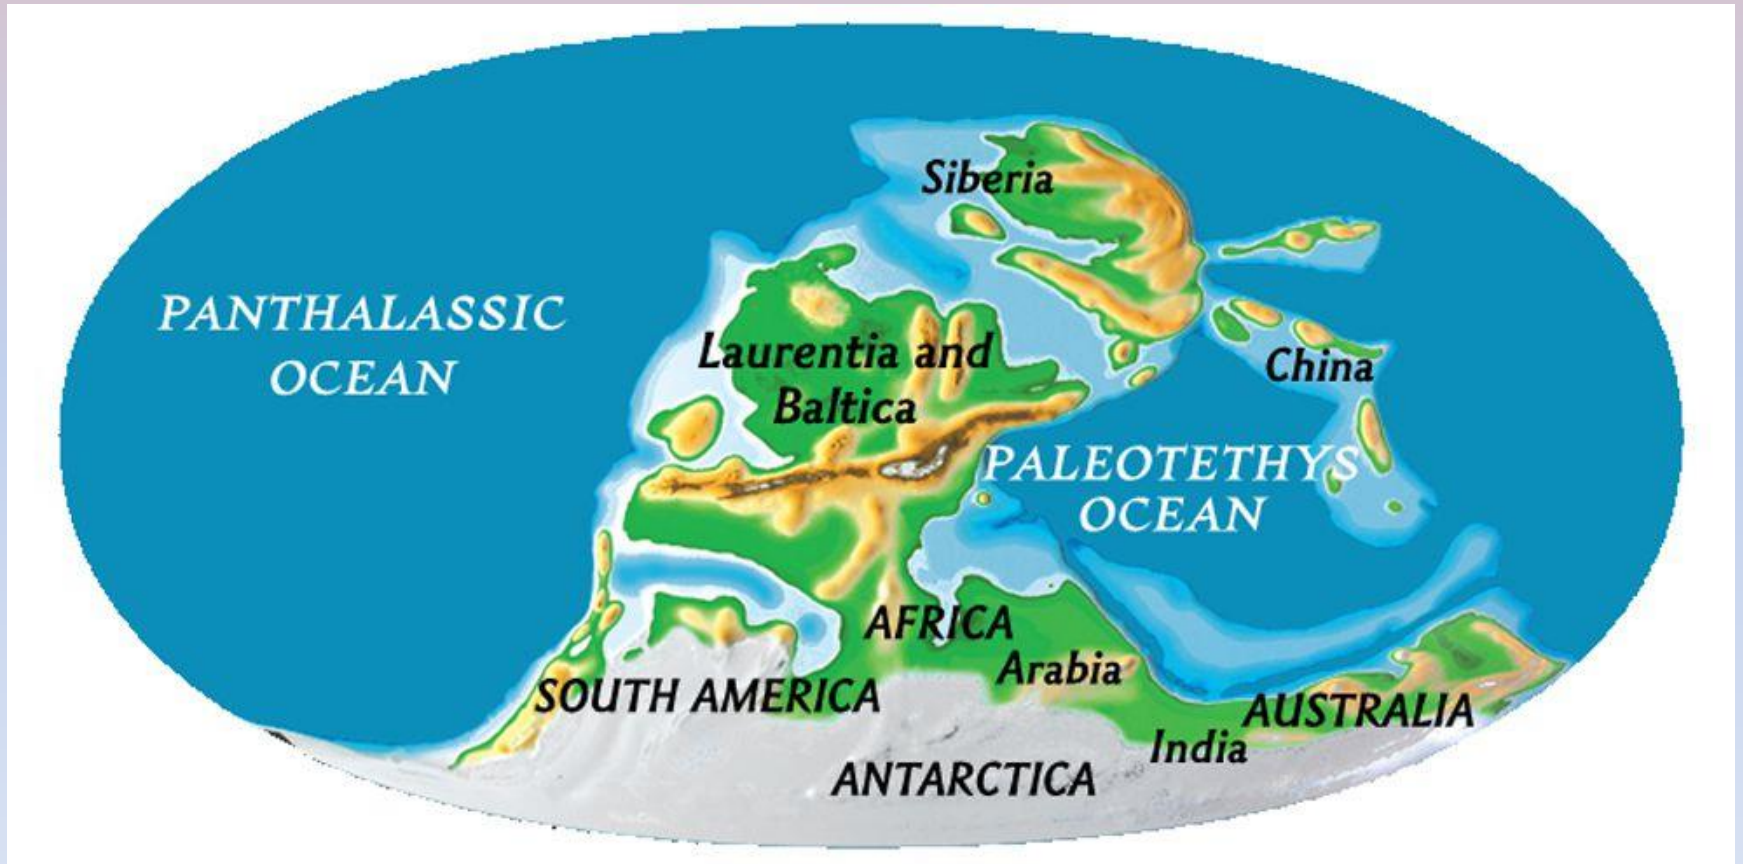 Siberia
PANTHALASSIC
OCEAN
Laurentia and
Baltica
China
PALEOTETHYS
OCEAN
AFRICA
Arabia
SOUTH AMERICA
AUSTRALIA
India
ANTARCTICA